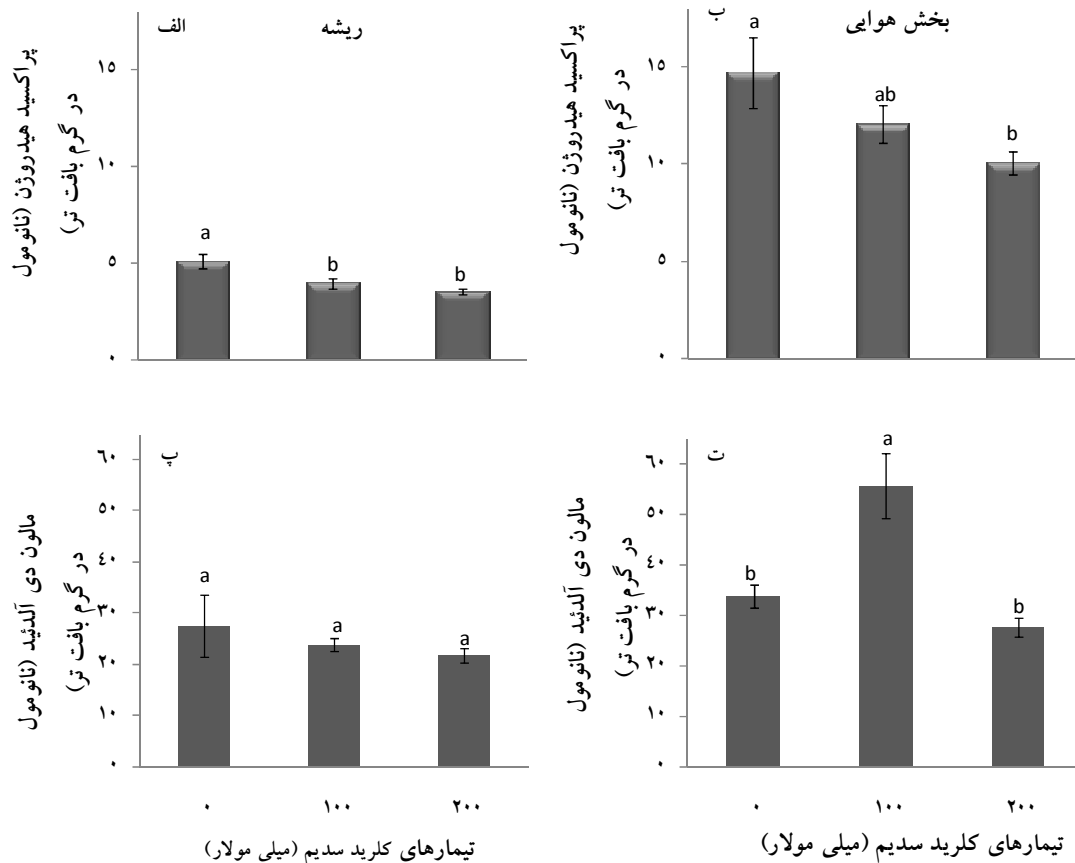 الف
ریشه
پراکسید هیدروژن (نانومول
در گرم بافت تر)
۱۵
۱۰
۵
۰
a
b
b
ب
بخش هوایی
پراکسید هیدروژن (نانومول
در گرم بافت تر)
۱۵
۱۰
۵
۰
a
ab
b
پ
مالون دی آلدئید (نانومول
در گرم بافت تر)
۶۰
۵۰
۴۰
۳۰
۲۰
۱۰
۰
a
a
a
۰ ۱۰۰ ۲۰۰
تیمارهای کلرید سدیم (میلی مولار)
ت
مالون دی آلدئید (نانومول
در گرم بافت تر)
۶۰
۵۰
۴۰
۳۰
۲۰
۱۰
۰
b
a
b
۰ ۱۰۰ ۲۰۰
تیمارهای کلرید سدیم (میلی مولار)